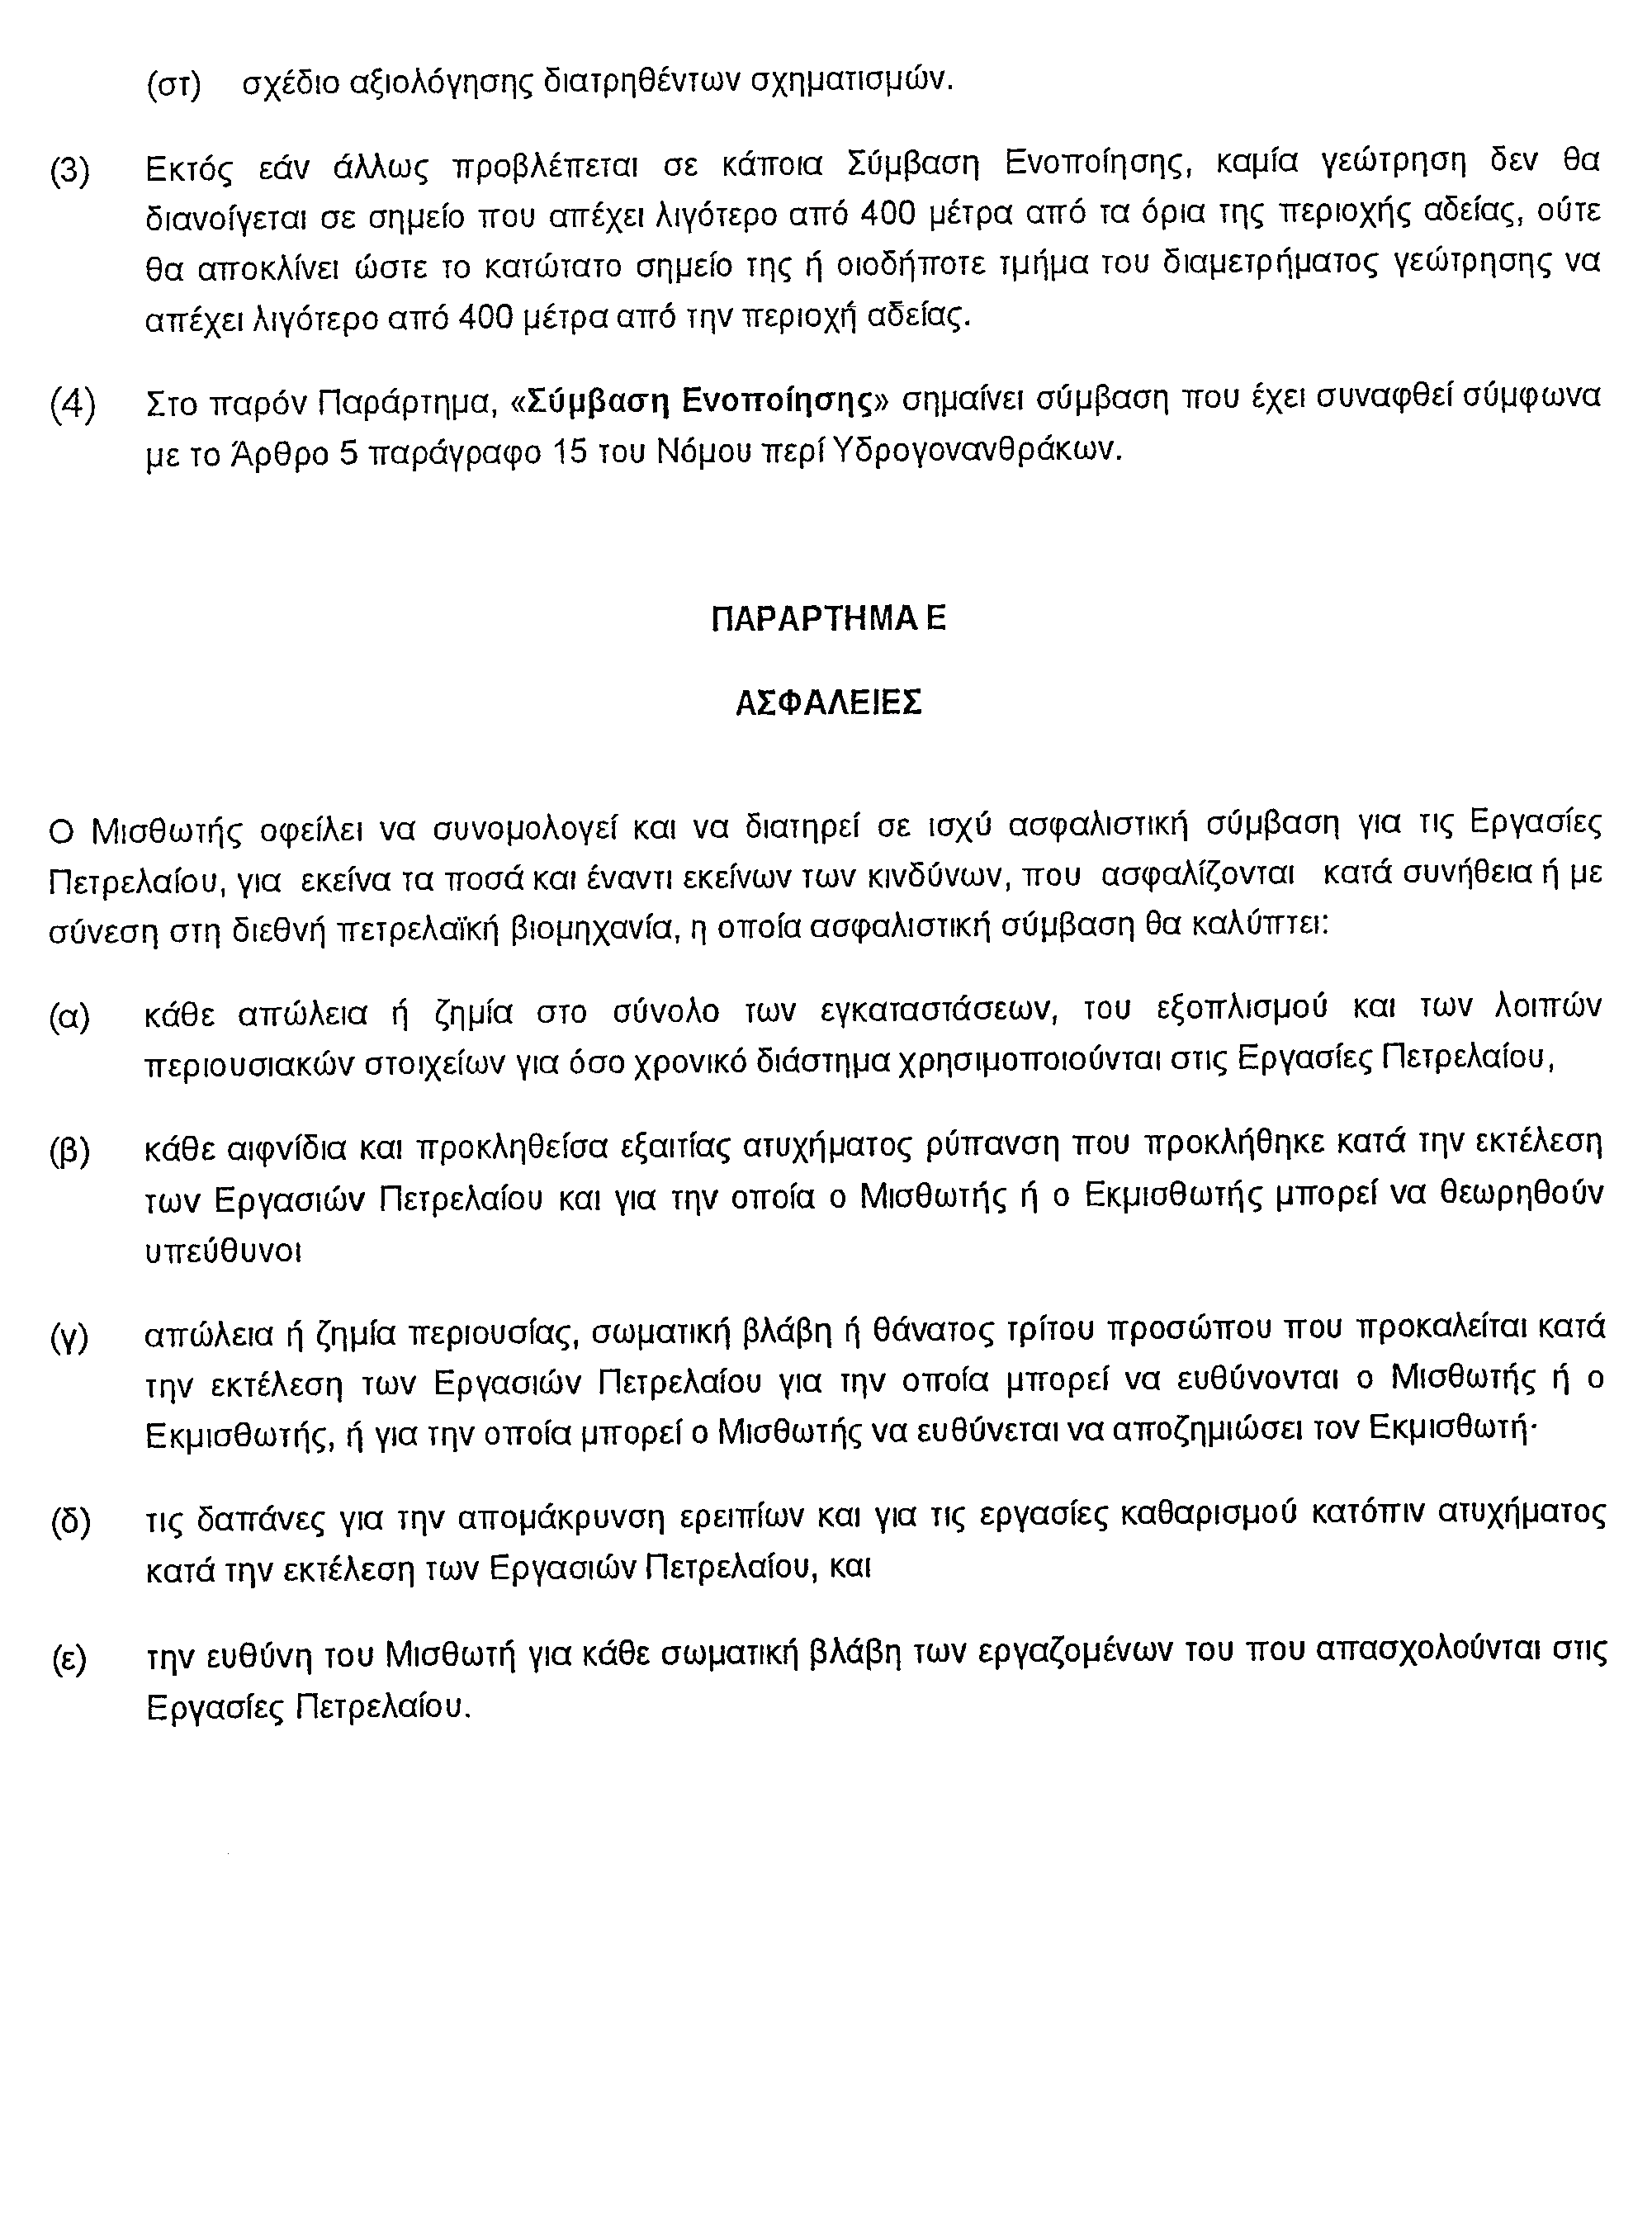 (στ) σχέδιο αξιολόγησης διατρηθέντων σχηματισμών.
(3) Εκτός εάν άλλως προβλέπεται σε κάποια Σύμβαση Ενοποίησης, καμία γεώτρηση δεν θα
διανοίγεται σε σημείο που απέχει λιγότερο από 400 μέτρα από τα όρια της περιοχής αδείας, ούτε
θα αποκλίνει ώστε το κατώτατο σημείο της ή οιοδήποτε τμήμα του διαμετρήματος γεώτρησης να
απέχει λιγότερο από 400 μέτρα από την περιοχή αδείας.
(4) Στο παρόν Παράρτημα, «Σύμβαση Ενοποίησης» σημαίνει σύμβαση που έχει συναφθεί σύμφωνα
με το Άρθρο 5 παράγραφο 15 του Νόμου περί Υδρογονανθράκων.
ΠΑΡΑΡΤΗΜΑ Ε
ΑΣΦΑΛΕΙΕΣ
Ο Μισθωτής οφείλει να συνομολογεί και να διατηρεί σε ισχύ ασφαλιστική σύμβαση για τις Εργασίες
Πετρελαίου, για εκείνα τα ποσά και έναντι εκείνων των κινδύνων, που ασφαλίζονται κατά συνήθεια ή με
σύνεση στη διεθνή πετρελαϊκή βιομηχανία, η οποία ασφαλιστική σύμβαση θα καλύπτει:
(α) κάθε απώλεια ή ζημία στο σύνολο των εγκαταστάσεων, του εξοπλισμού και των λοιπών
περιουσιακών στοιχείων για όσο χρονικό διάστημα χρησιμοποιούνται στις Εργασίες Πετρελαίου,
(β) κάθε αιφνίδια και προκληθείσα εξαιτίας ατυχήματος ρύπανση που προκλήθηκε κατά την εκτέλεση
των Εργασιών Πετρελαίου και για την οποία ο Μισθωτής ή ο Εκμισθωτής μπορεί να θεωρηθούν
υπεύθυνοι
(γ) απώλεια ή ζημία περιουσίας, σωματική βλάβη ή θάνατος τρίτου προσώπου που προκαλείται κατά
την εκτέλεση των Εργασιών Πετρελαίου για την οποία μπορεί να ευθύνονται ο Μισθωτής ή ο
Εκμισθωτής, ή για την οποία μπορεί ο Μισθωτής να ευθύνεται να αποζημιώσει τον Εκμισθωτή·
(δ) τις δαπάνες για την απομάκρυνση ερειπίων και για τις εργασίες καθαρισμού κατόπιν ατυχήματος
κατά την εκτέλεση των Εργασιών Πετρελαίου, και
(ε) την ευθύνη του Μισθωτή για κάθε σωματική βλάβη των εργαζομένων του που απασχολούνται στις
Εργασίες Πετρελαίου.